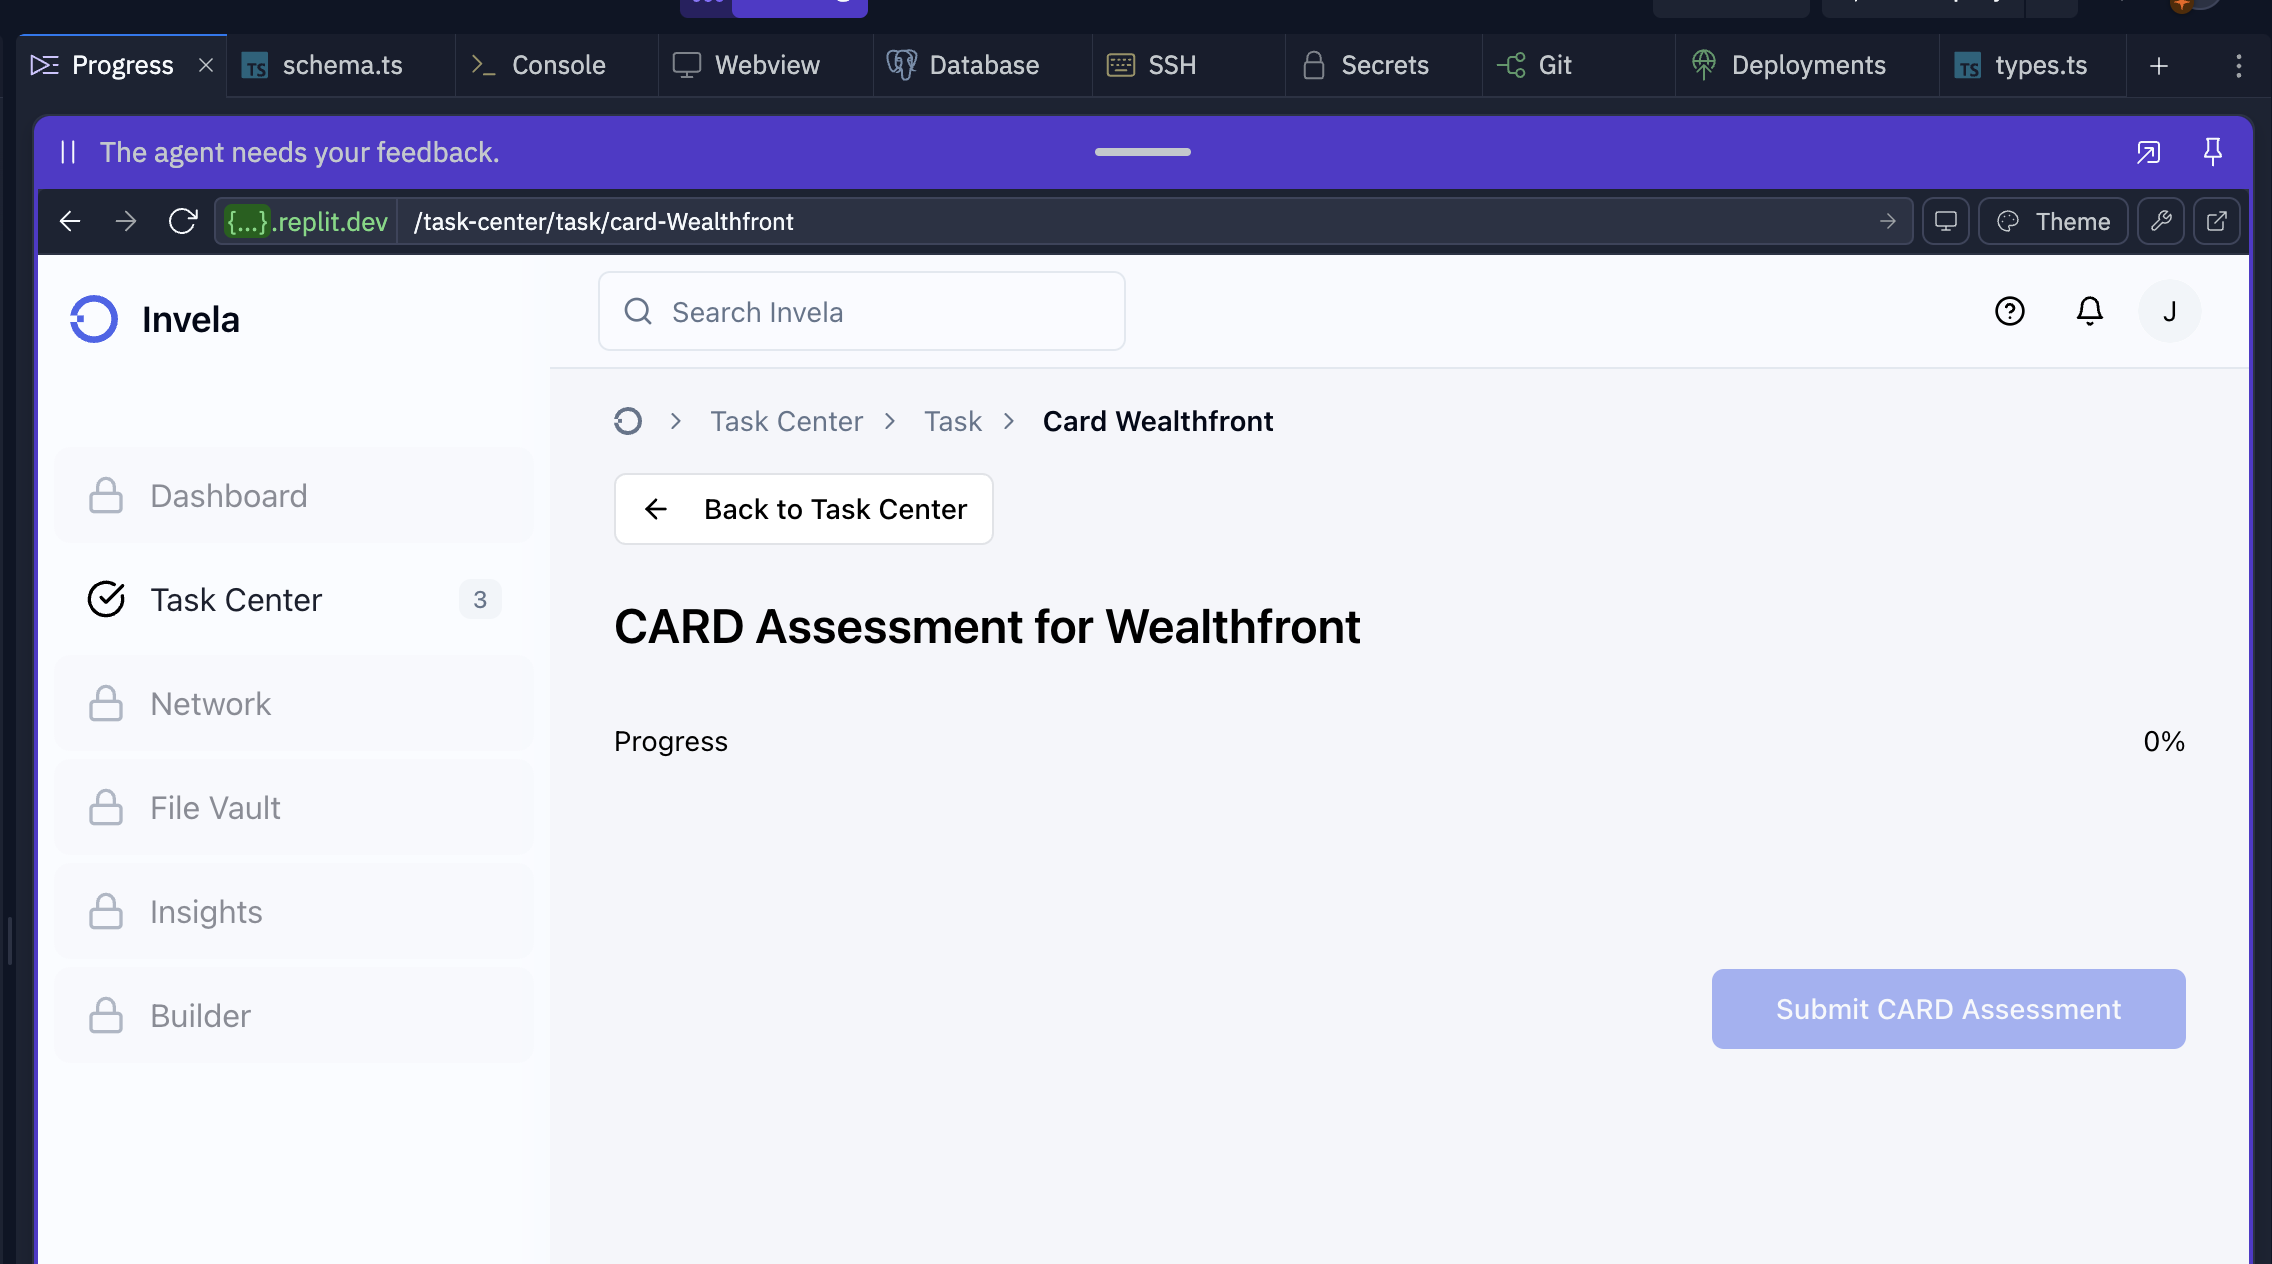 Progress
TS schema.ts
Console
Webview
Database
SSH
Secrets
Git
Deployments
TS types.ts
The agent needs your feedback.
{...}.replit.dev
/task-center/task/card-Wealthfront
Theme
Invela
Search Invela
J
Dashboard
Task Center
3
Network
File Vault
Insights
Builder
Task Center
Task
Card Wealthfront
Back to Task Center
CARD Assessment for Wealthfront
Progress
0%
Submit CARD Assessment